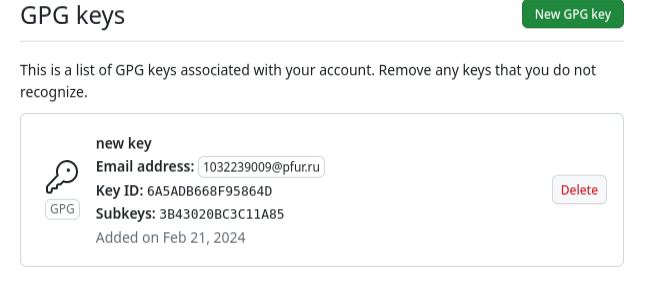 GPG keys
New GPG key
This is a list of GPG keys associated with your account. Remove any keys that you do not
recognize.
new key
Email address: 1032239009@pfur.ru
Key ID: 6A5ADB668F95864D
GPG
Subkeys: 3B43020BC3C11A85
Added on Feb 21, 2024
Delete